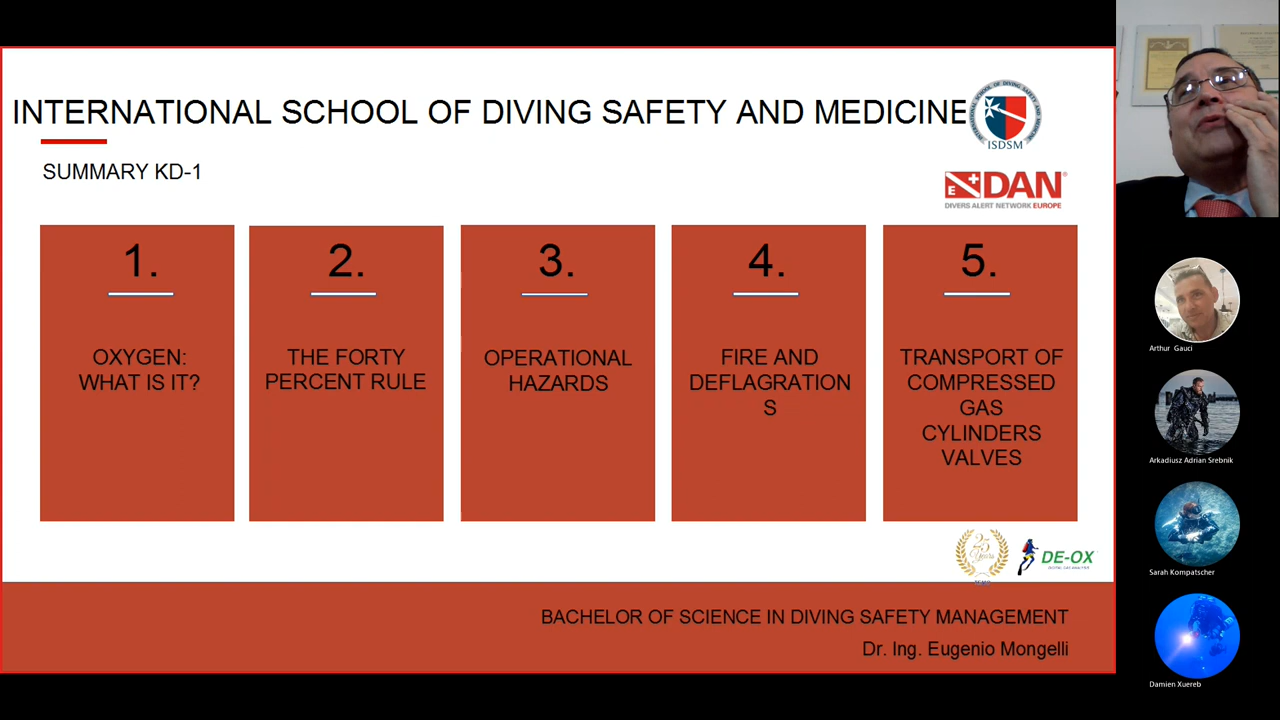 INTERNATIONAL SCHOOL OF DIVING SAFETY AND MEDICINE
ISDSM
SUMMARY KD-1
E DAN
DIVERS ALERT NETWORK EUROPE
1.
OXYGEN:
WHAT IS IT?
2.
THE FORTY
PERCENT RULE
3.
OPERATIONAL
HAZARDS
4.
FIRE AND
DEFLAGRATION
S
5.
TRANSPORT OF
COMPRESSED
GAS
CYLINDERS
VALVES
25
Years
DE-OX
BACHELOR OF SCIENCE IN DIVING SAFETY MANAGEMENT
Dr. Ing. Eugenio Mongelli
Arthur Gauci
Arkadiusz Adrian Srebnik
Sarah Kompatscher
Damien Xuereb